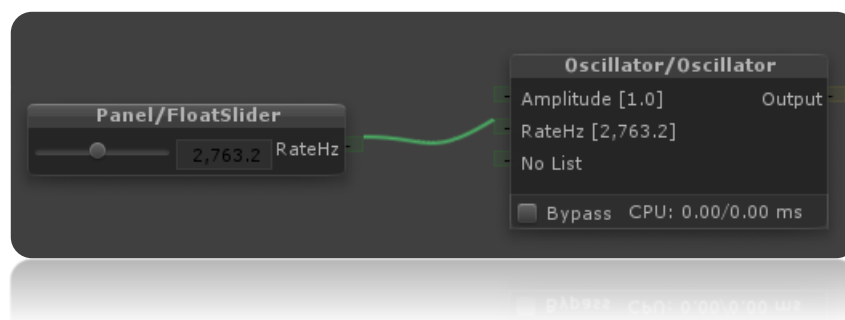 Panel/FloatSlider
2,763.2 RateHz
Oscillator/Oscillator
Amplitude [1.0] Output
RateHz [2,763.2]
No List
Bypass CPU: 0.00/0.00 ms